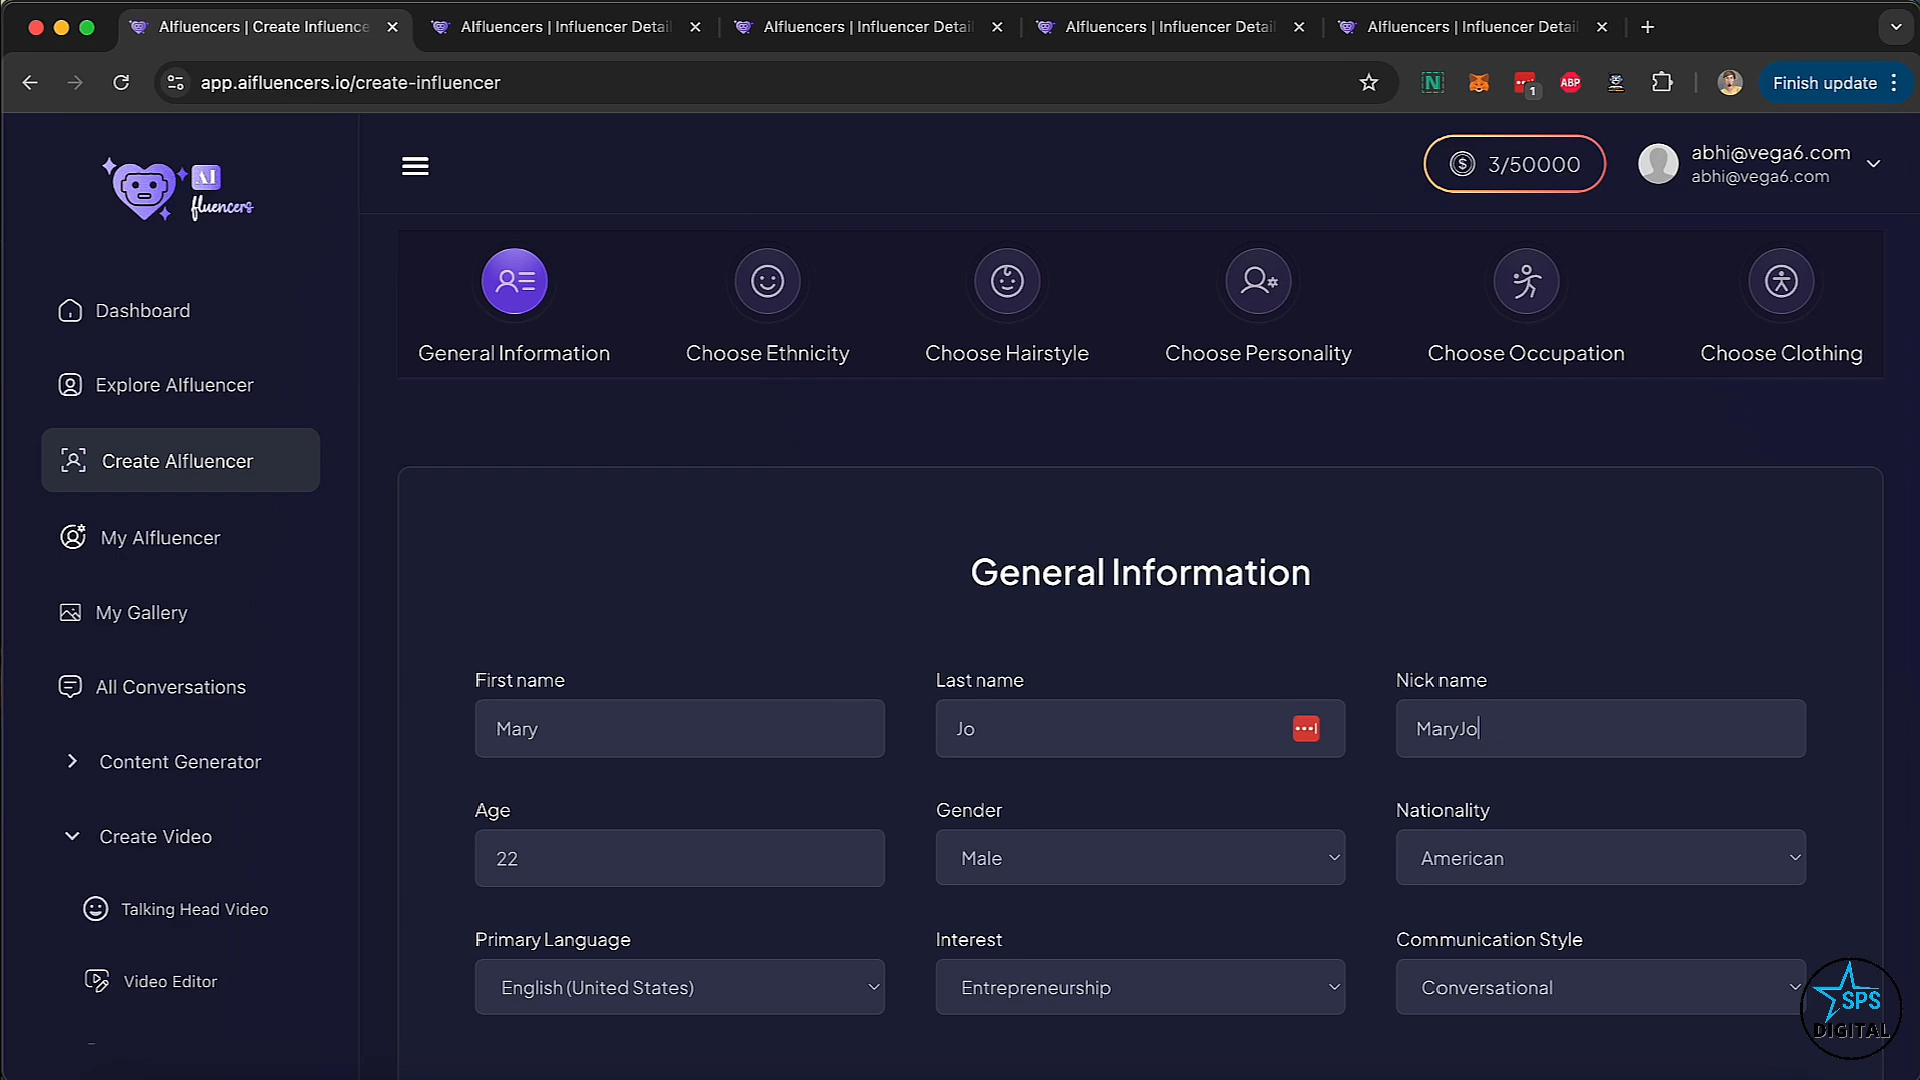 AIfluencers | Create Influence
AIfluencers | Influencer Detail
AIfluencers | Influencer Detail
AIfluencers | Influencer Detail
AIfluencers | Influencer Detail
app.aifluencers.io/create-influencer
N
1
ABP
Finish update
AI
fluencers
3/50000
abhi@vega6.com
abhi@vega6.com
General Information
Choose Ethnicity
Choose Hairstyle
Choose Personality
Choose Occupation
Choose Clothing
Dashboard
Explore AIfluencer
Create AIfluencer
My AIfluencer
My Gallery
All Conversations
Content Generator
Create Video
Talking Head Video
Video Editor
General Information
First name
Last name
Nick name
Mary
Jo
MaryJo
Age
Gender
Nationality
22
Male
American
Primary Language
Interest
Communication Style
English (United States)
Entrepreneurship
Conversational
SPS
DIGITAL